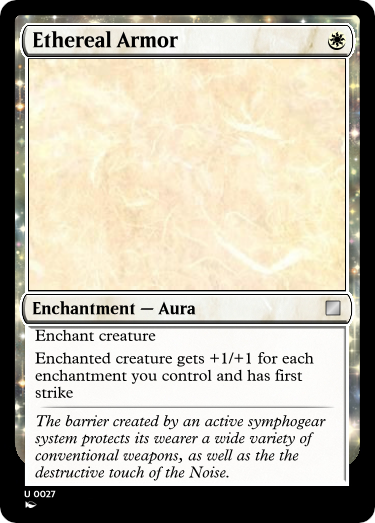 Ethereal Armor
Enchantment — Aura
Enchant creature
Enchanted creature gets +1/+1 for each
enchantment you control and has first
strike
The barrier created by an active symphogear
system protects its wearer a wide variety of
conventional weapons, as well as the the
destructive touch of the Noise.
U 0027